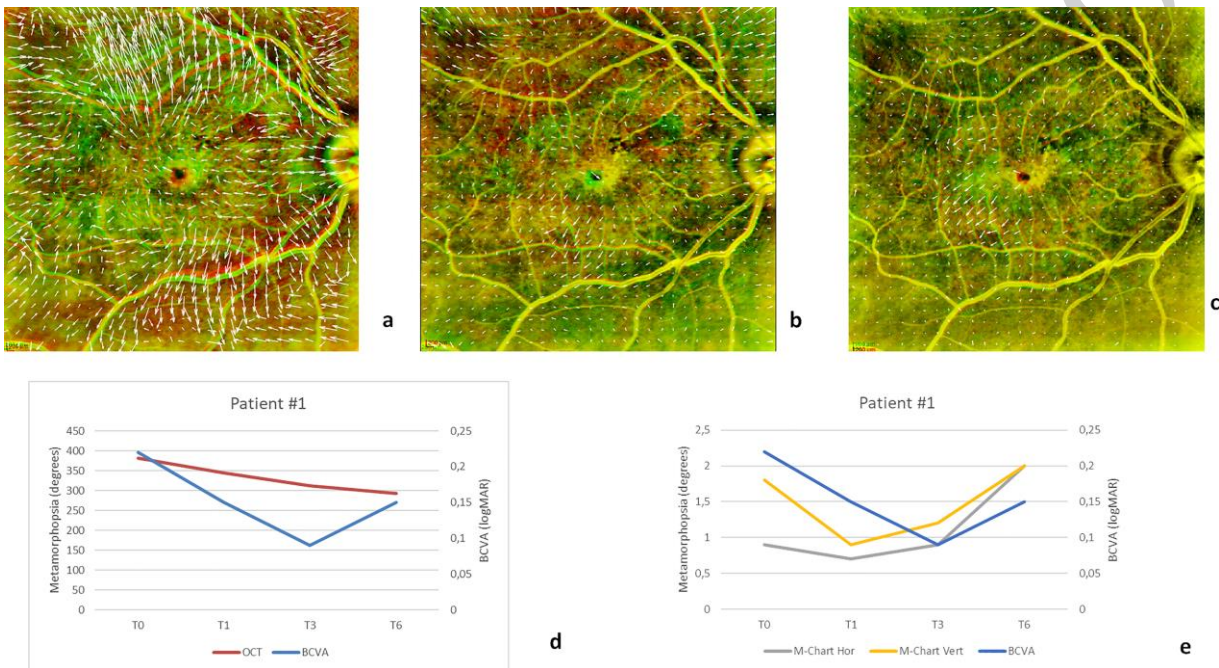 a
b
c
Patient #1
Metamorphopsia (degrees)
450
400
350
300
250
200
150
100
50
0
0,25
0,2
0,15
0,1
0,05
0
BCVA (logMAR)
T0 T1 T3 T6
OCT BCVA
d
Patient #1
Metamorphopsia (degrees)
2,5
2
1,5
1
0,5
0
0,25
0,2
0,15
0,1
0,05
0
BCVA (logMAR)
T0 T1 T3 T6
M-Chart Hor M-Chart Vert BCVA
e